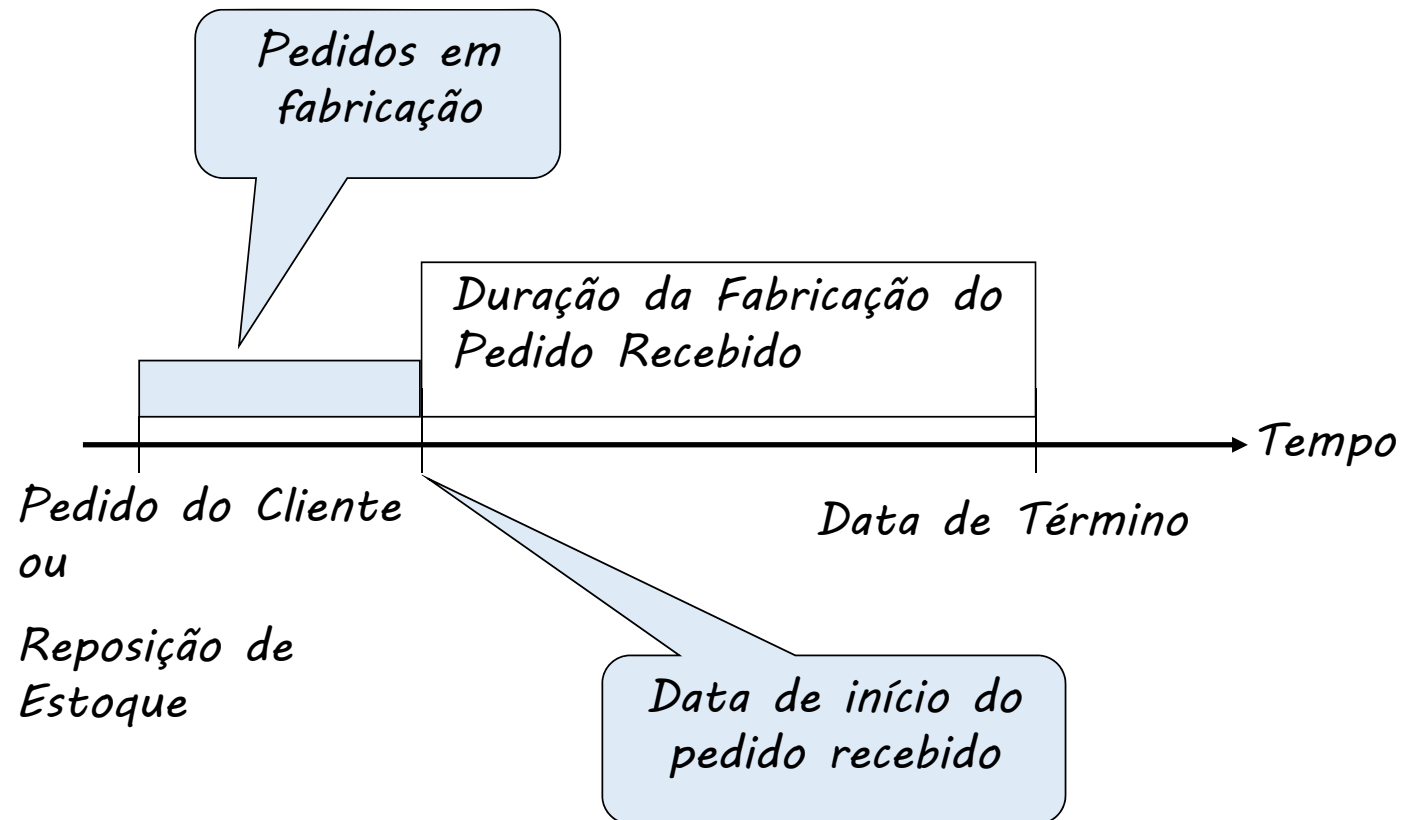 Pedidos em
fabricação
Duração da Fabricação do
Pedido Recebido
Tempo
Pedido do Cliente
ou
Reposição de
Estoque
Data de Término
Data de início do
pedido recebido